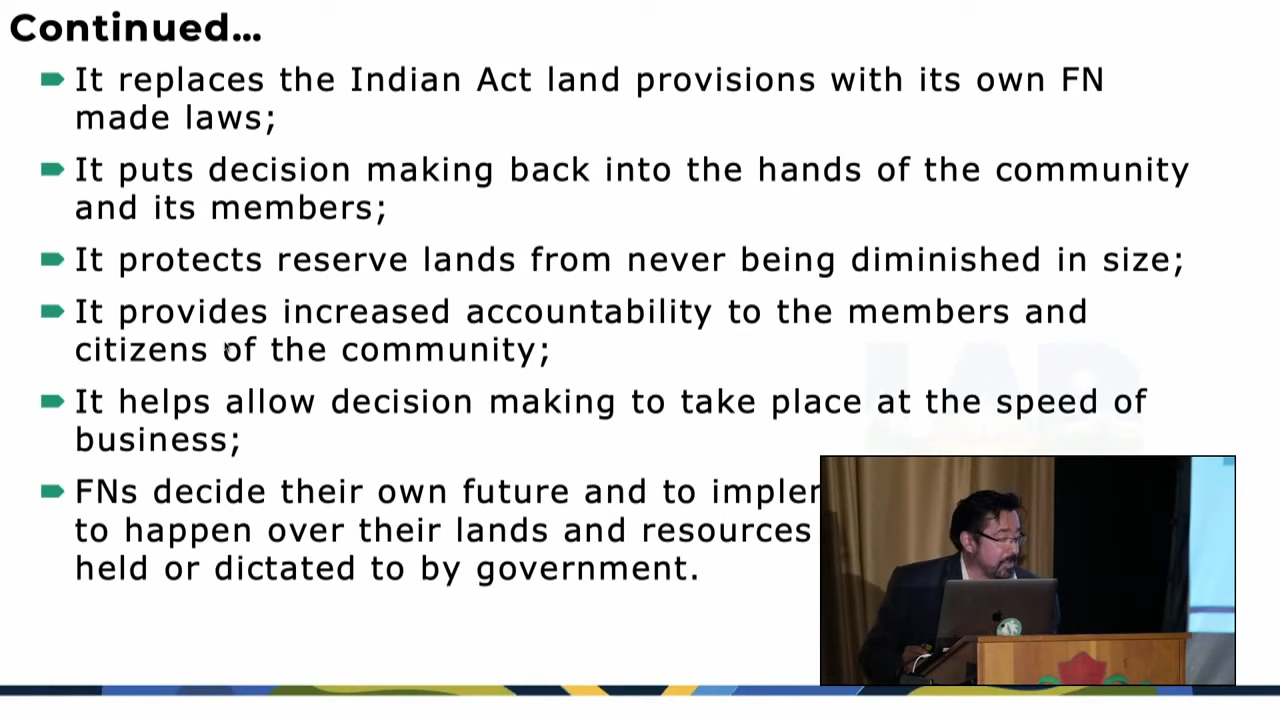 Continued...
It replaces the Indian Act land provisions with its own FN
made laws;
It puts decision making back into the hands of the community
and its members;
It protects reserve lands from never being diminished in size;
It provides increased accountability to the members and
citizens of the community;
It helps allow decision making to take place at the speed of
business;
FNs decide their own future and to
to happen over their lands and resources
held or dictated to by government.